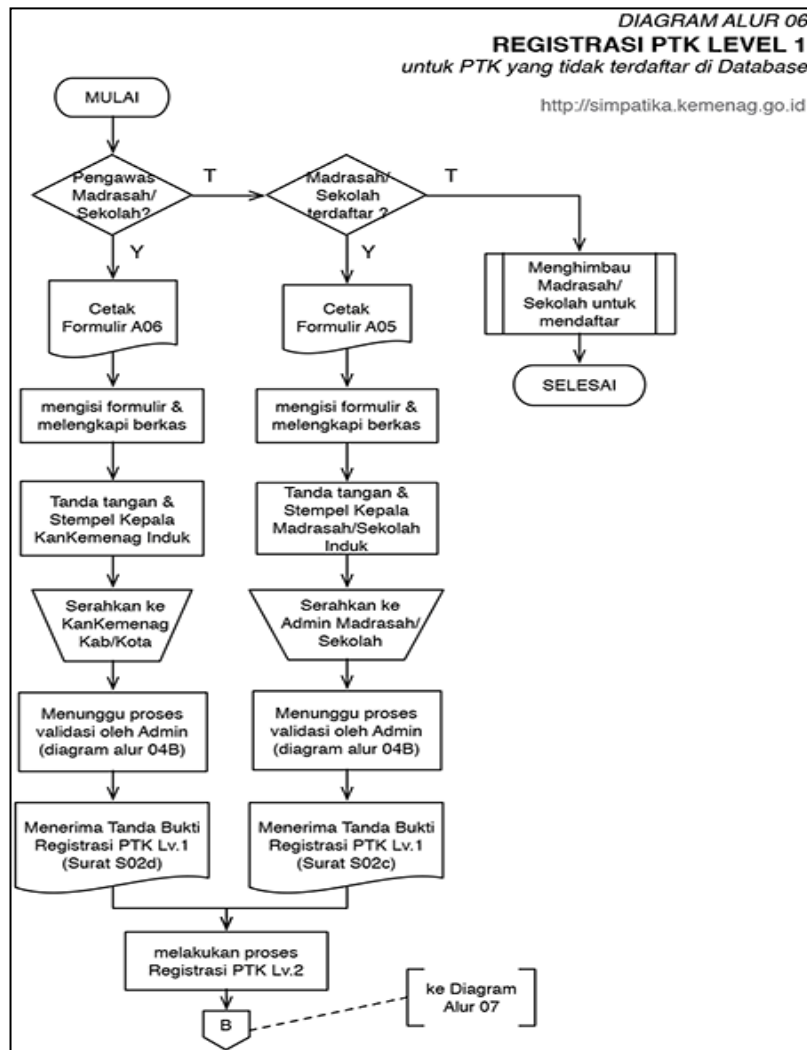 DIAGRAM ALUR 06
REGISTRASI PTK LEVEL 1
untuk PTK yang tidak terdaftar di Database
http://simpatika.kemenag.go.id
MULAI
Pengawas
Madrasah/
Sekolah?
T
Madrasah/
Sekolah
terdaftar ?
T
Y
Y
Menghimbau
Madrasah/
Sekolah untuk
mendaftar
SELESAI
Cetak
Formulir A06
Cetak
Formulir A05
mengisi formulir &
melengkapi berkas
mengisi formulir &
melengkapi berkas
Tanda tangan &
Stempel Kepala
KanKemenag Induk
Tanda tangan &
Stempel Kepala
Madrasah/Sekolah
Induk
Serahkan ke
KanKemenag
Kab/Kota
Serahkan ke
Admin Madrasah/
Sekolah
Menunggu proses
validasi oleh Admin
(diagram alur 04B)
Menunggu proses
validasi oleh Admin
(diagram alur 04B)
Menerima Tanda Bukti
Registrasi PTK Lv.1
(Surat S02d)
Menerima Tanda Bukti
Registrasi PTK Lv.1
(Surat S02c)
melakukan proses
Registrasi PTK Lv.2
B
ke Diagram
Alur 07